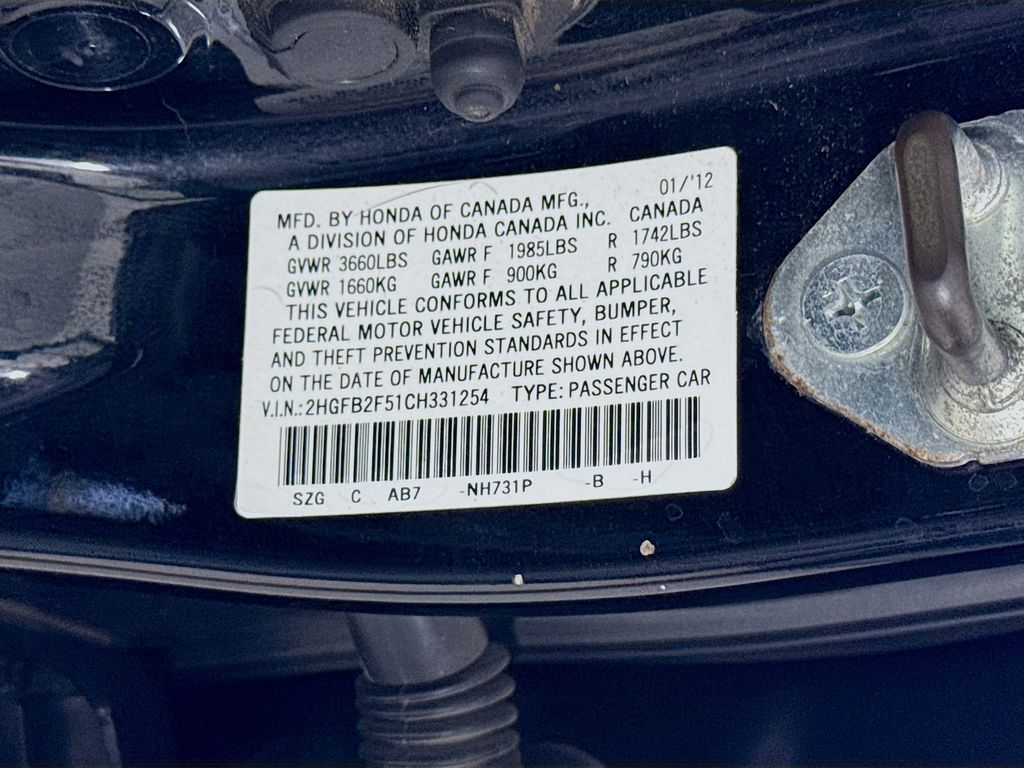 01/'12
MFD. BY HONDA OF CANADA MFG.,
A DIVISION OF HONDA CANADA INC. CANADA
GVWR 3660LBS GAWR F 1985LBS R 1742LBS
GVWR 1660KG GAWR F 900KG R 790KG
THIS VEHICLE CONFORMS TO ALL APPLICABLE
FEDERAL MOTOR VEHICLE SAFETY, BUMPER,
AND THEFT PREVENTION STANDARDS IN EFFECT
ON THE DATE OF MANUFACTURE SHOWN ABOVE.
V.I.N.:2HGFB2F51CH331254 TYPE:PASSENGER CAR
SZG C AB7 -NH731P -B -H